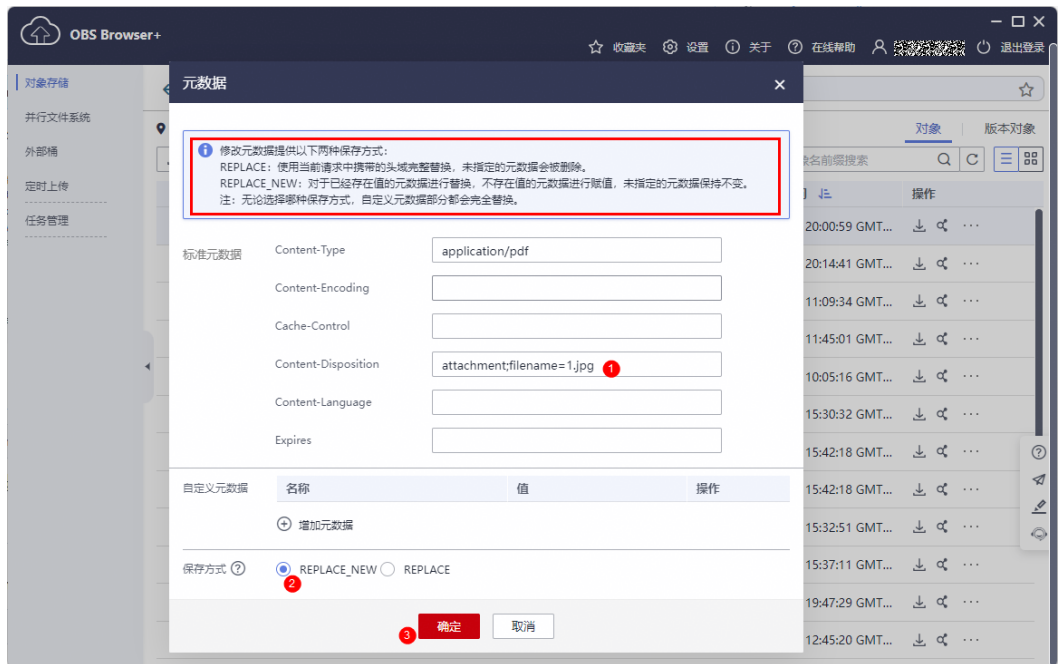 OBS Browser+
收藏夹 设置 关于 在线帮助 退出登录
对象存储
并行文件系统
外部桶
定时上传
任务管理
元数据
修改元数据提供以下两种保存方式：
REPLACE：使用当前请求中携带的头域完整替换，未指定的元数据会被删除。
REPLACE_NEW：对于已经存在值的元数据进行替换，不存在值的元数据进行赋值，未指定的元数据保持不变。
注：无论选择哪种保存方式，自定义元数据部分都会完全替换。
标准元数据
Content-Type application/pdf
Content-Encoding
Cache-Control
Content-Disposition attachment;filename=1.jpg 1
Content-Language
Expires
自定义元数据 名称 值 操作
增加元数据
保存方式 REPLACE_NEW REPLACE
2
3 确定 取消
对象 版本对象
名前缀搜索
操作
20:00:59 GMT...
20:14:41 GMT...
11:09:34 GMT...
11:45:01 GMT...
10:05:16 GMT...
15:30:32 GMT...
15:42:18 GMT...
15:42:18 GMT...
15:32:51 GMT...
15:37:11 GMT...
19:47:29 GMT...
12:45:20 GMT...